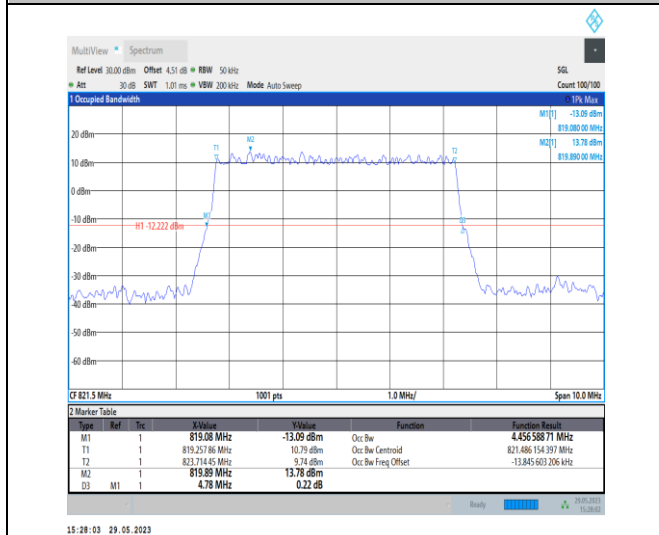 MultiView Spectrum
Ref Level 30.00 dBm Offset 4.51 dB RBW 50 kHz SGL
Att 30 dB SWT 1.01 ms VBW 200 kHz Mode Auto Sweep Count 100/100
1 Occupied Bandwidth 1Pk Max
M1[1] -13.09 dBm
819.080 00 MHz
M2[1] 13.78 dBm
819.890 00 MHz
20 dBm
M2
T1
T2
10 dBm
0 dBm
-10 dBm
M1
D3
H1 -12.222 dBm
-20 dBm
-30 dBm
-40 dBm
-50 dBm
-60 dBm
CF 821.5 MHz 1001 pts 1.0 MHz/ Span 10.0 MHz
2 Marker Table
Type Ref Trc X-Value Y-Value Function Function Result
M1 1 819.08 MHz -13.09 dBm Occ Bw 4.456 588 71 MHz
T1 1 819.257 86 MHz 10.79 dBm Occ Bw Centroid 821.486 154 397 MHz
T2 1 823.714 45 MHz 9.74 dBm Occ Bw Freq Offset -13.845 603 206 kHz
M2 1 819.89 MHz 13.78 dBm
D3 M1 1 4.78 MHz 0.22 dB
Ready 29.05.2023
15:28:02
15:28:03 29.05.2023